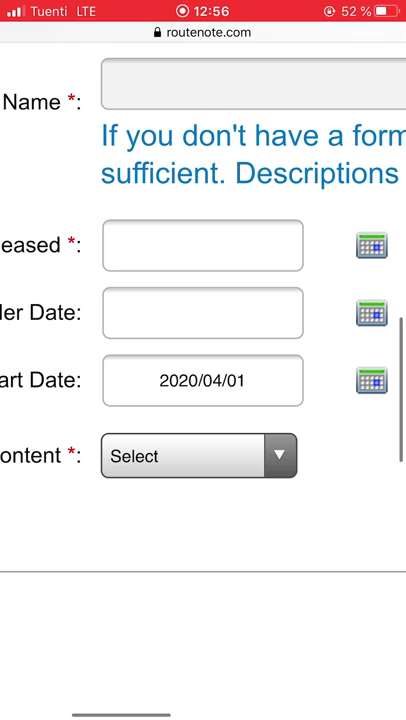 Tuenti LTE 12:56 52 %
routenote.com
Name *:
If you don't have a form
sufficient. Descriptions
eased *:
er Date:
art Date: 2020/04/01
ontent *: Select